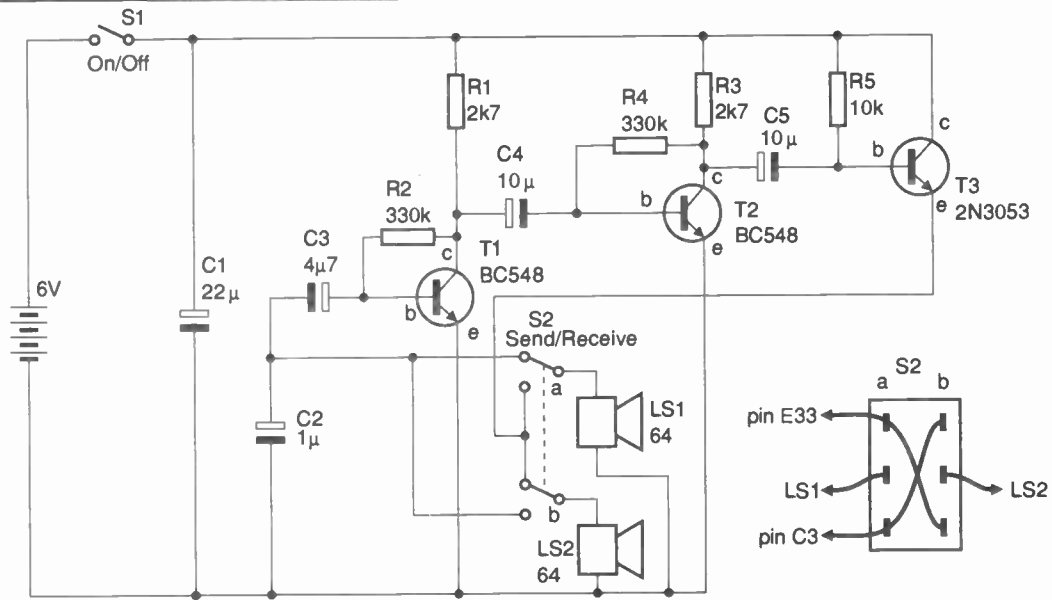 S1
On/Off
R1
2k7
R3
2k7
R5
10k
R4
330k
C5
10µ
c
b
C4
10µ
c
T3
2N3053
e
R2
330k
b
T2
BC548
e
C3
4µ7
c
T1
BC548
C1
22µ
6V
b
e
S2
Send/Receive
a
LS1
64
C2
1µ
b
LS2
64
S2
a b
pin E33
LS1
LS2
pin C3